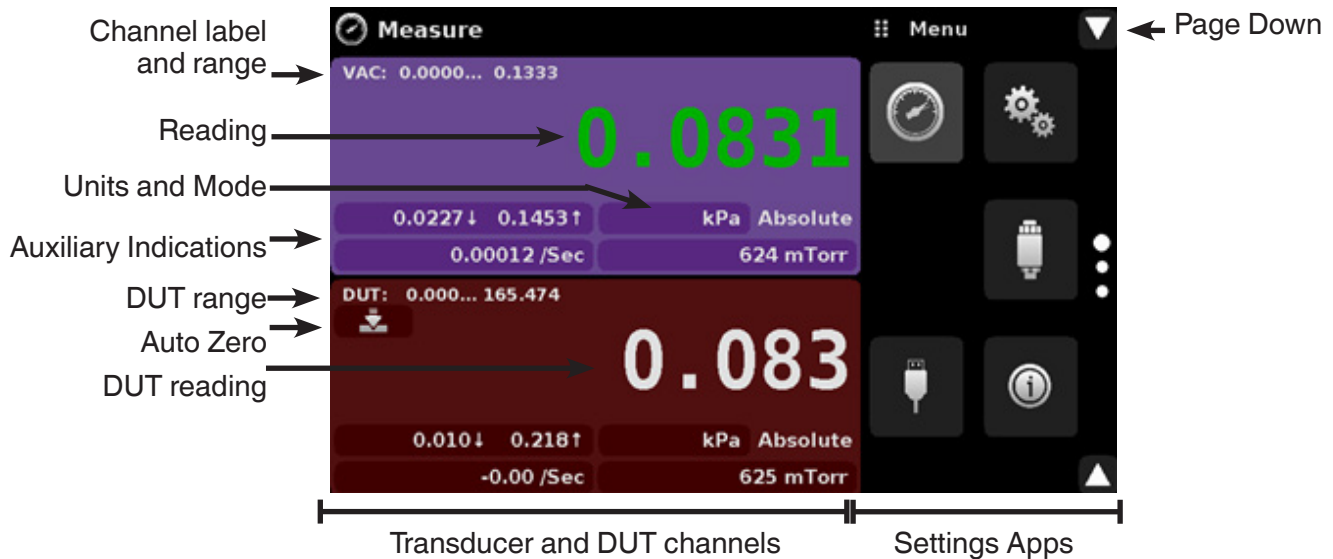 Channel label
and range
Reading
Units and Mode
Auxiliary Indications
DUT range
Auto Zero
DUT reading
Measure
VAC: 0.0000... 0.1333
0.0831
0.0227↓ 0.1453↑ kPa Absolute
0.00012 /Sec 624 mTorr
DUT: 0.000... 165.474
0.083
0.010↓ 0.218↑ kPa Absolute
-0.00 /Sec 625 mTorr
Menu
Page Down
Transducer and DUT channels
Settings Apps